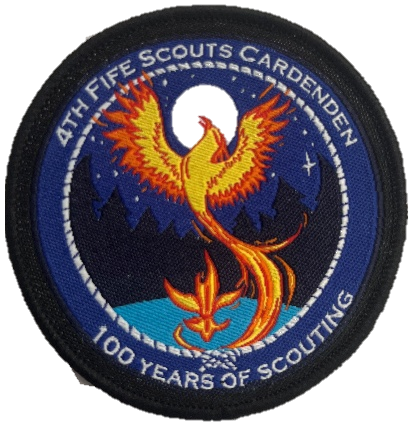 4TH FIFE SCOUTS CARDENDEN
100 YEARS OF SCOUTING